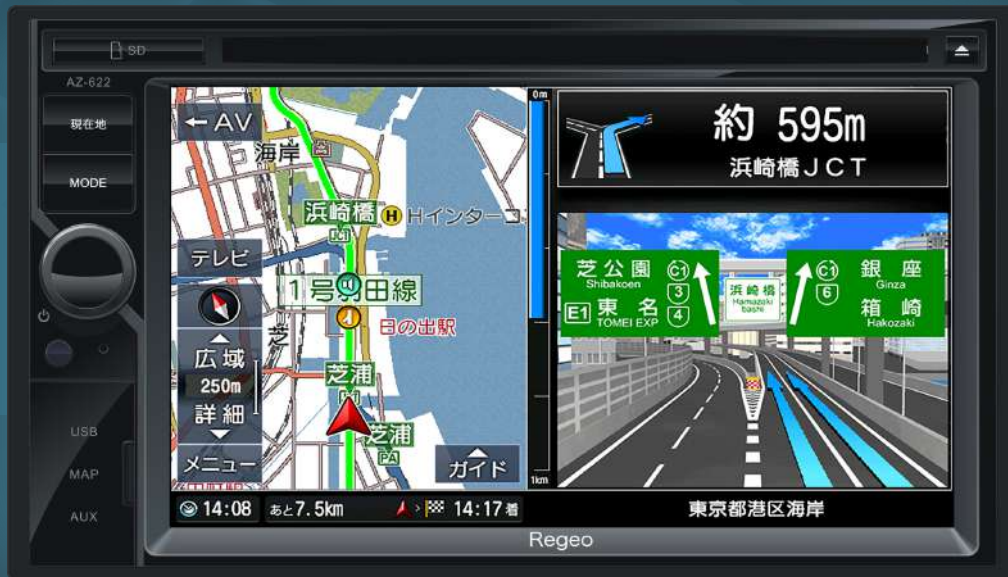 SD
AZ-622
現在地
MODE
USB
MAP
AUX
← AV
海岸
浜崎橋
Hインターコ
テレビ
1号羽田線
日の出駅
広域
250m
詳細
芝
芝浦
芝浦
PA
メニュー
ガイド
14:08
あと7.5km
14:17着
0m
1km
約 595m
浜崎橋JCT
芝公園 C1
Shibakoen
3
E1 東名 4
TOMEI EXP
浜崎橋
Hamazaki
bashi
C1 銀座
Ginza
6
箱崎
Hakozaki
東京都港区海岸
Regeo